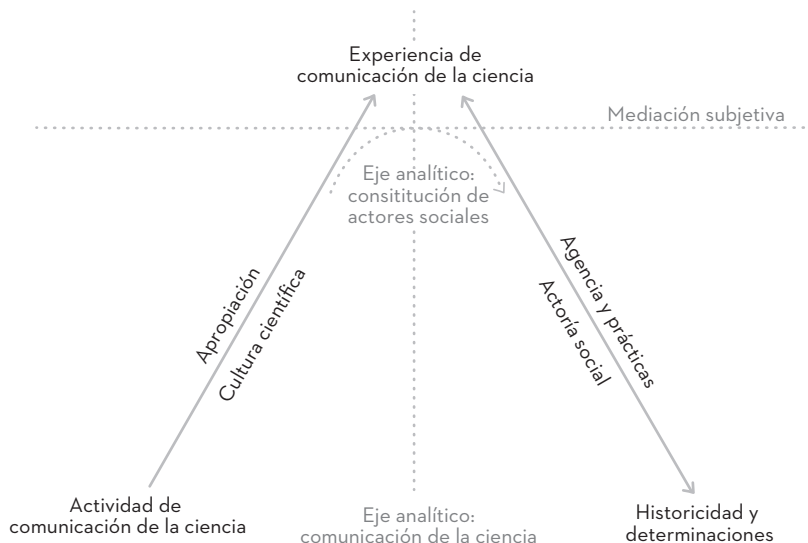 Experiencia de
comunicación de la ciencia
Mediación subjetiva
Eje analítico:
consititución de
actores sociales
Apropiación
Cultura científica
Agencia y prácticas
Actoría social
Actividad de
comunicación de la ciencia
Eje analítico:
comunicación de la ciencia
Historicidad y
determinaciones